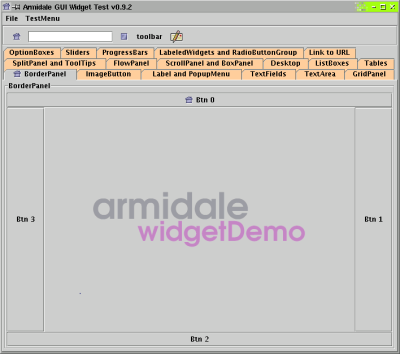 Armidale GUI Widget Test v0.9.2
File TestMenu
toolbar
OptionBoxes Sliders ProgressBars LabeledWidgets and RadioButtonGroup Link to URL
SplitPanel and ToolTips FlowPanel ScrollPanel and BoxPanel Desktop ListBoxes Tables
BorderPanel ImageButton Label and PopupMenu TextFields TextArea GridPanel
BorderPanel
Btn 0
Btn 3
armidale
widgetDemo
Btn 1
Btn 2